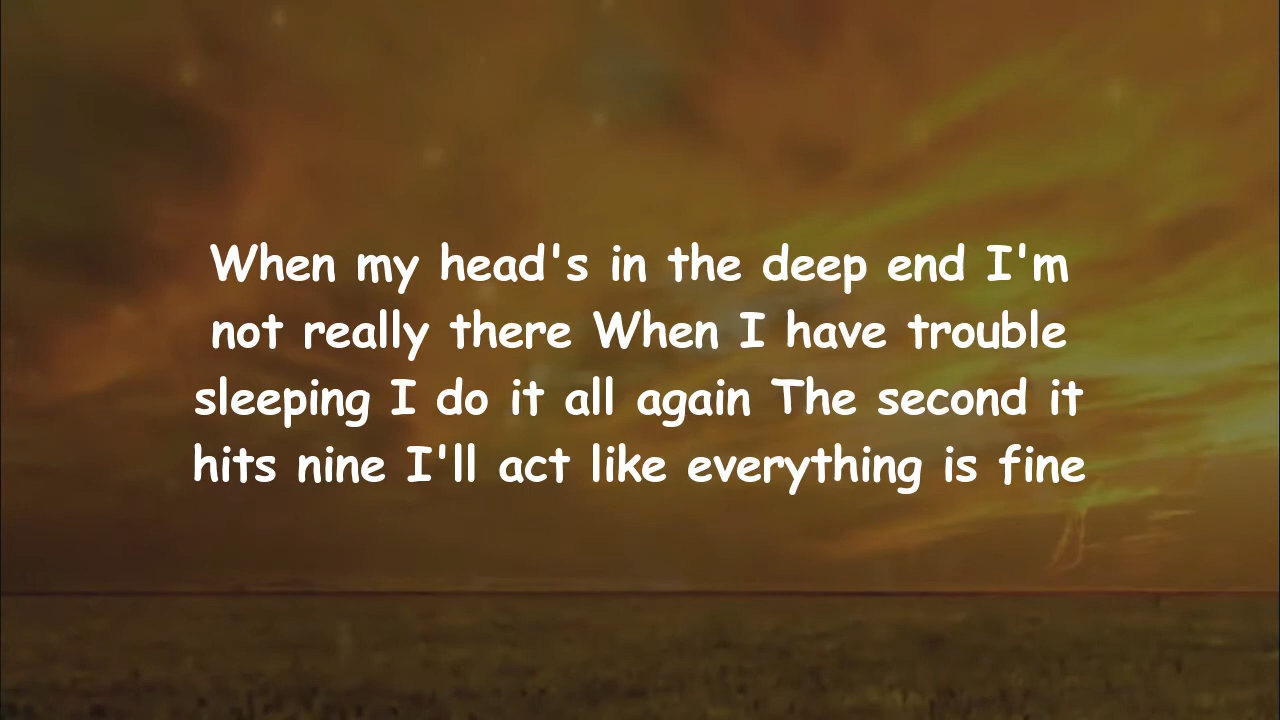 When my head's in the deep end I'm
not really there When I have trouble
sleeping I do it all again The second it
hits nine I'll act like everything is fine